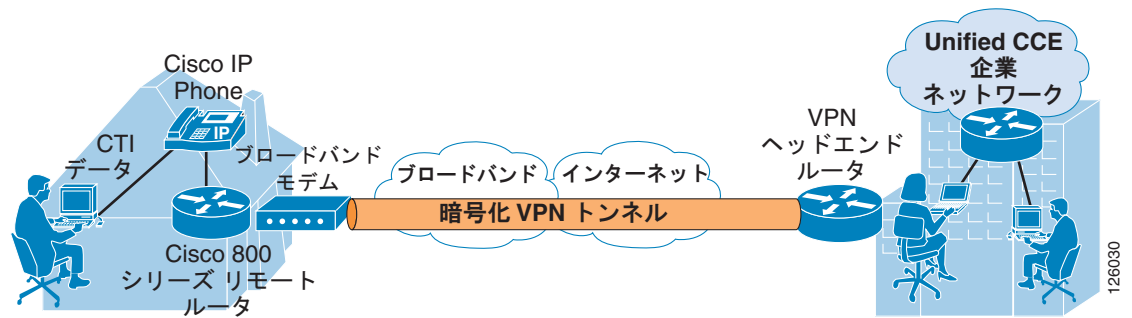 Cisco IP
Phone
IP
CTI
データ
ブロードバンド
モデム
Cisco 800
シリーズ リモート
ルータ
ブロードバンド
インターネット
暗号化 VPN トンネル
VPN
ヘッドエンド
ルータ
Unified CCE
企業
ネットワーク
126030